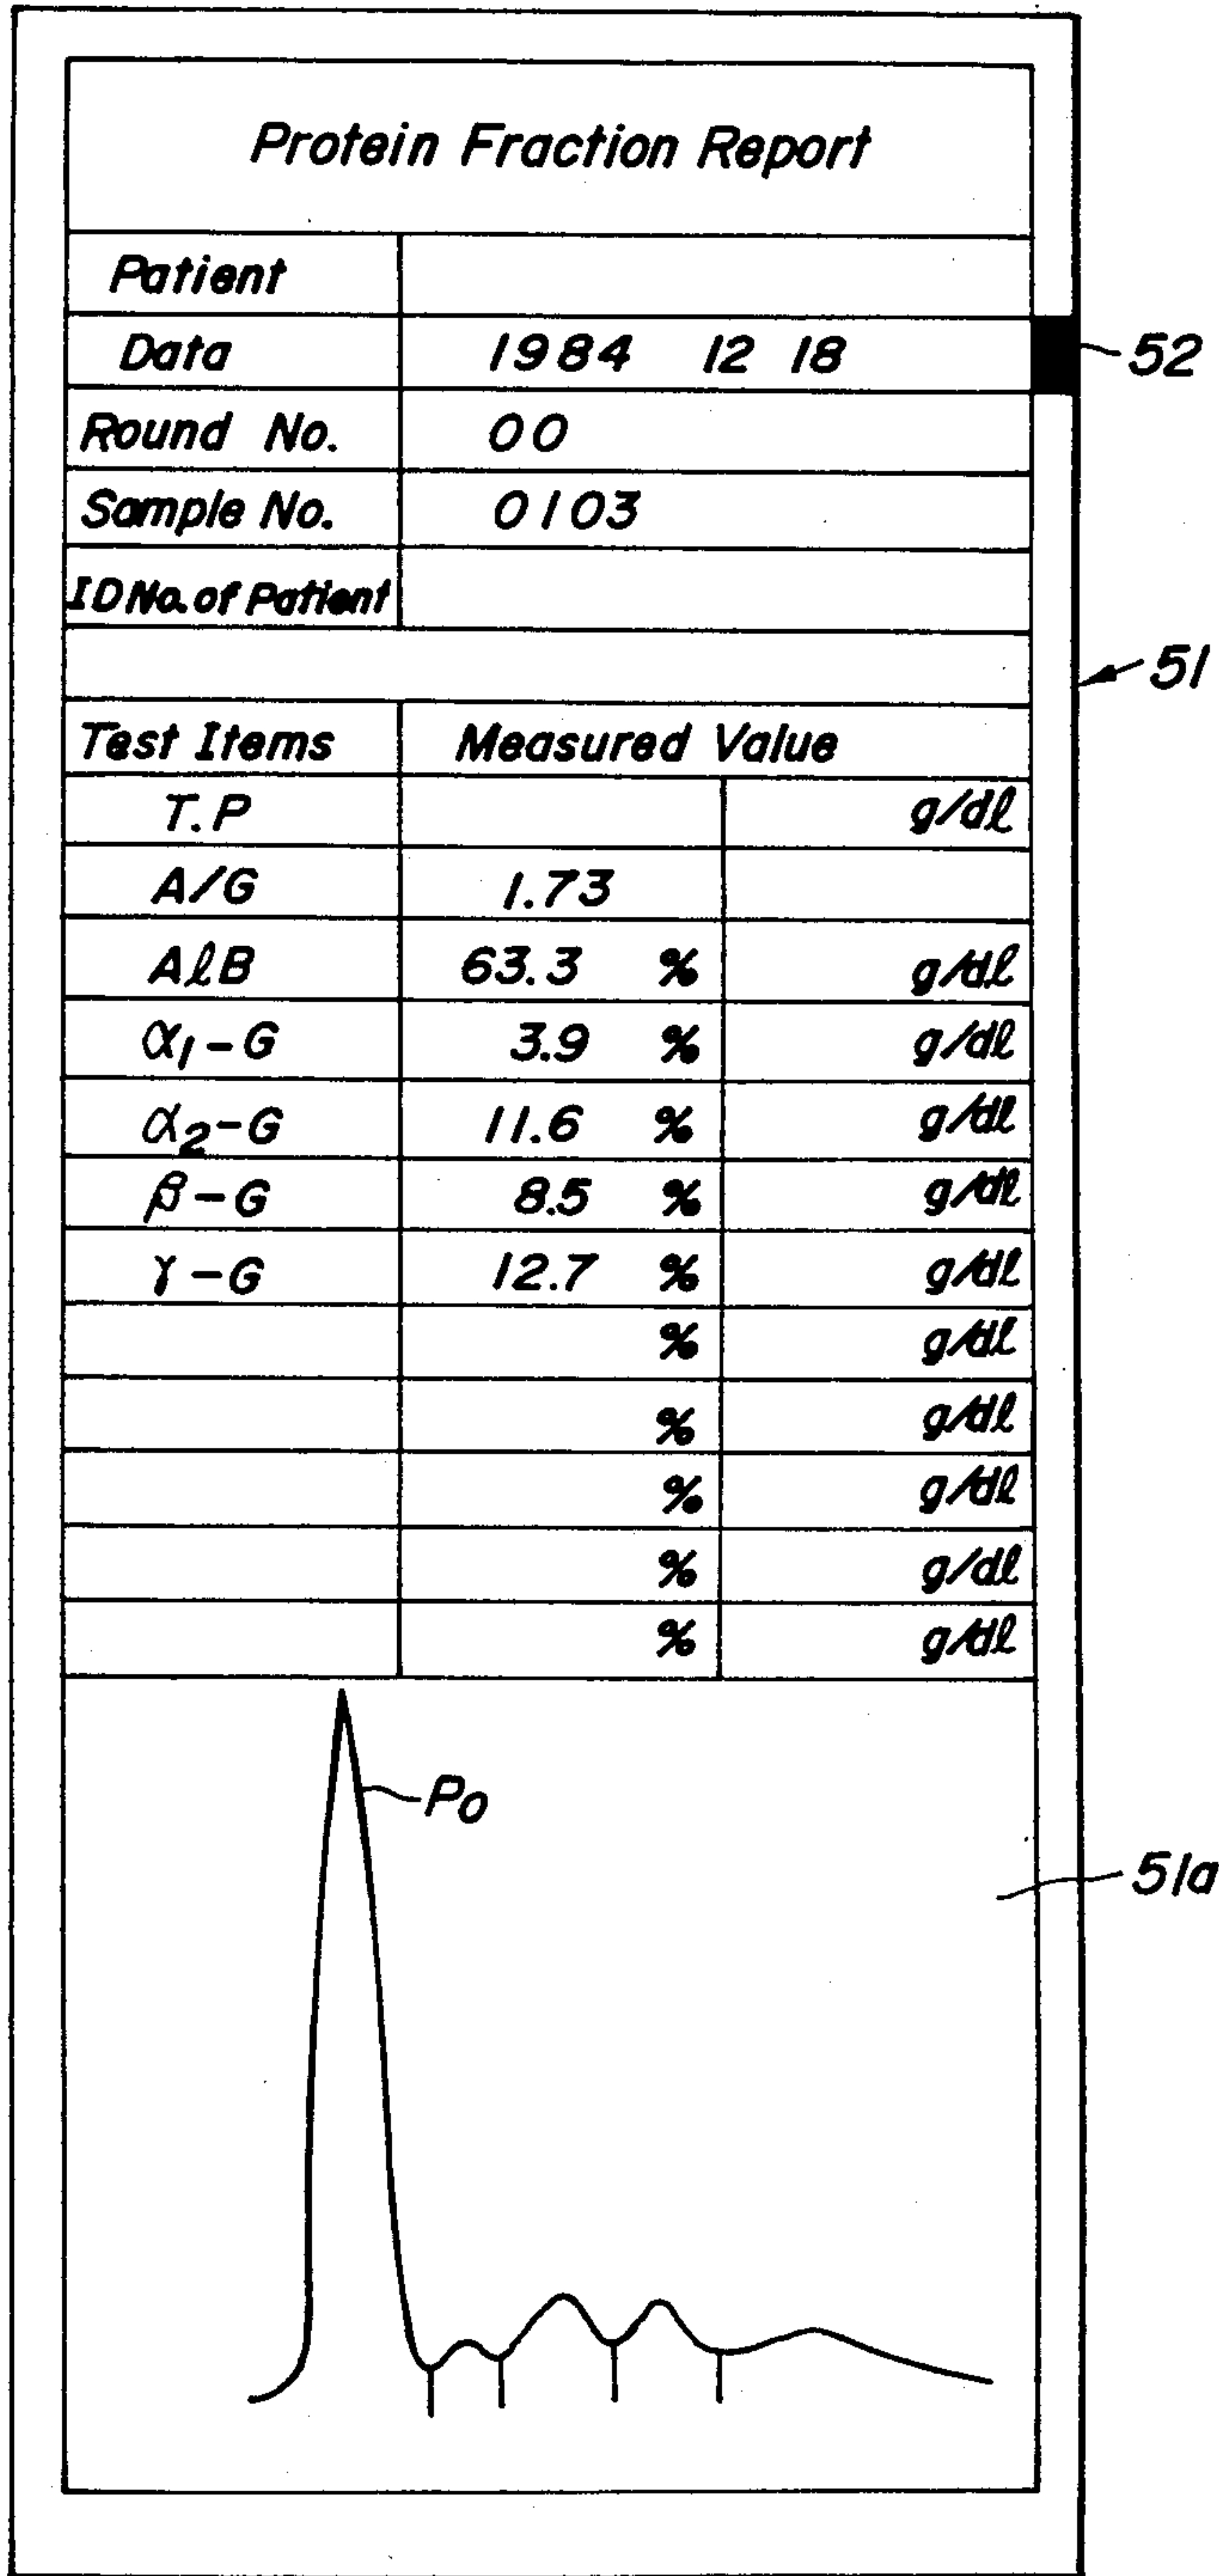 Protein Fraction Report
Patient
Data 1984 12 18
52
Round No. 00
Sample No. 0103
ID No. of Patient
51
Test Items Measured Value
T.P g/dl
A/G 1.73
AlB 63.3 % g/dl
α1-G 3.9 % g/dl
α2-G 11.6 % g/dl
β-G 8.5 % g/dl
γ-G 12.7 % g/dl
% g/dl
% g/dl
% g/dl
% g/dl
% g/dl
Po
51a